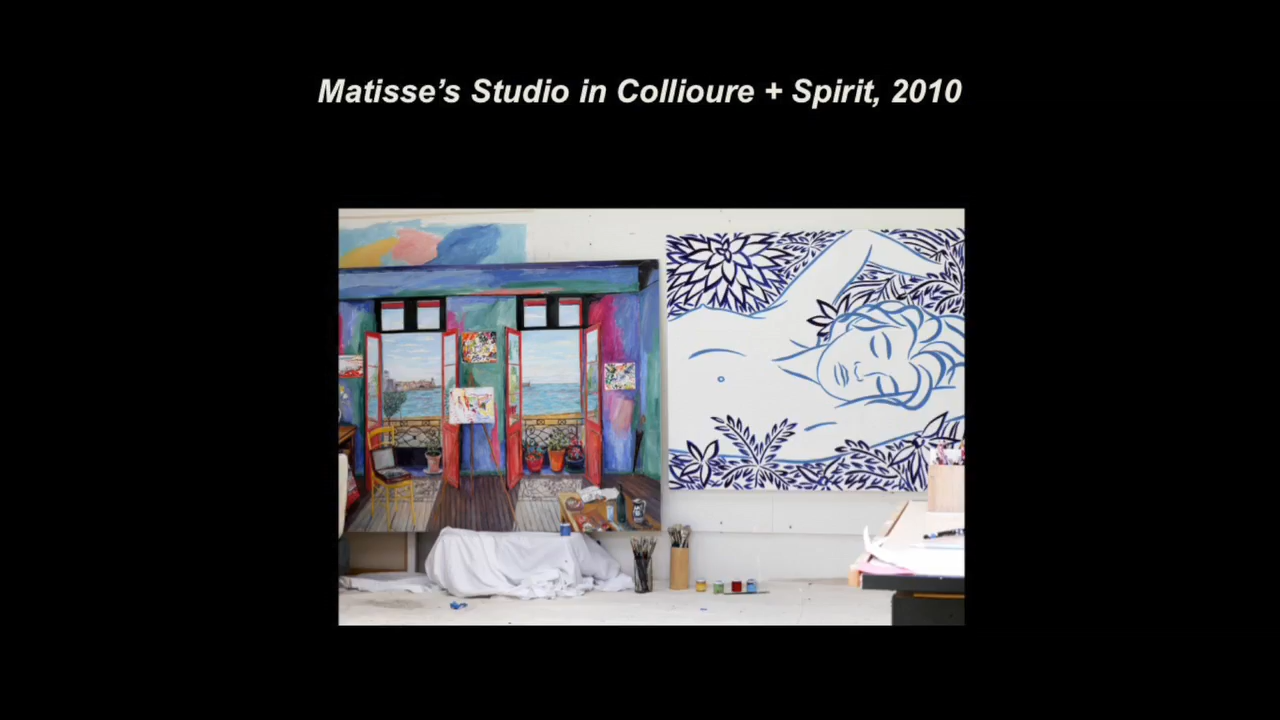 Matisse’s Studio in Collioure + Spirit, 2010